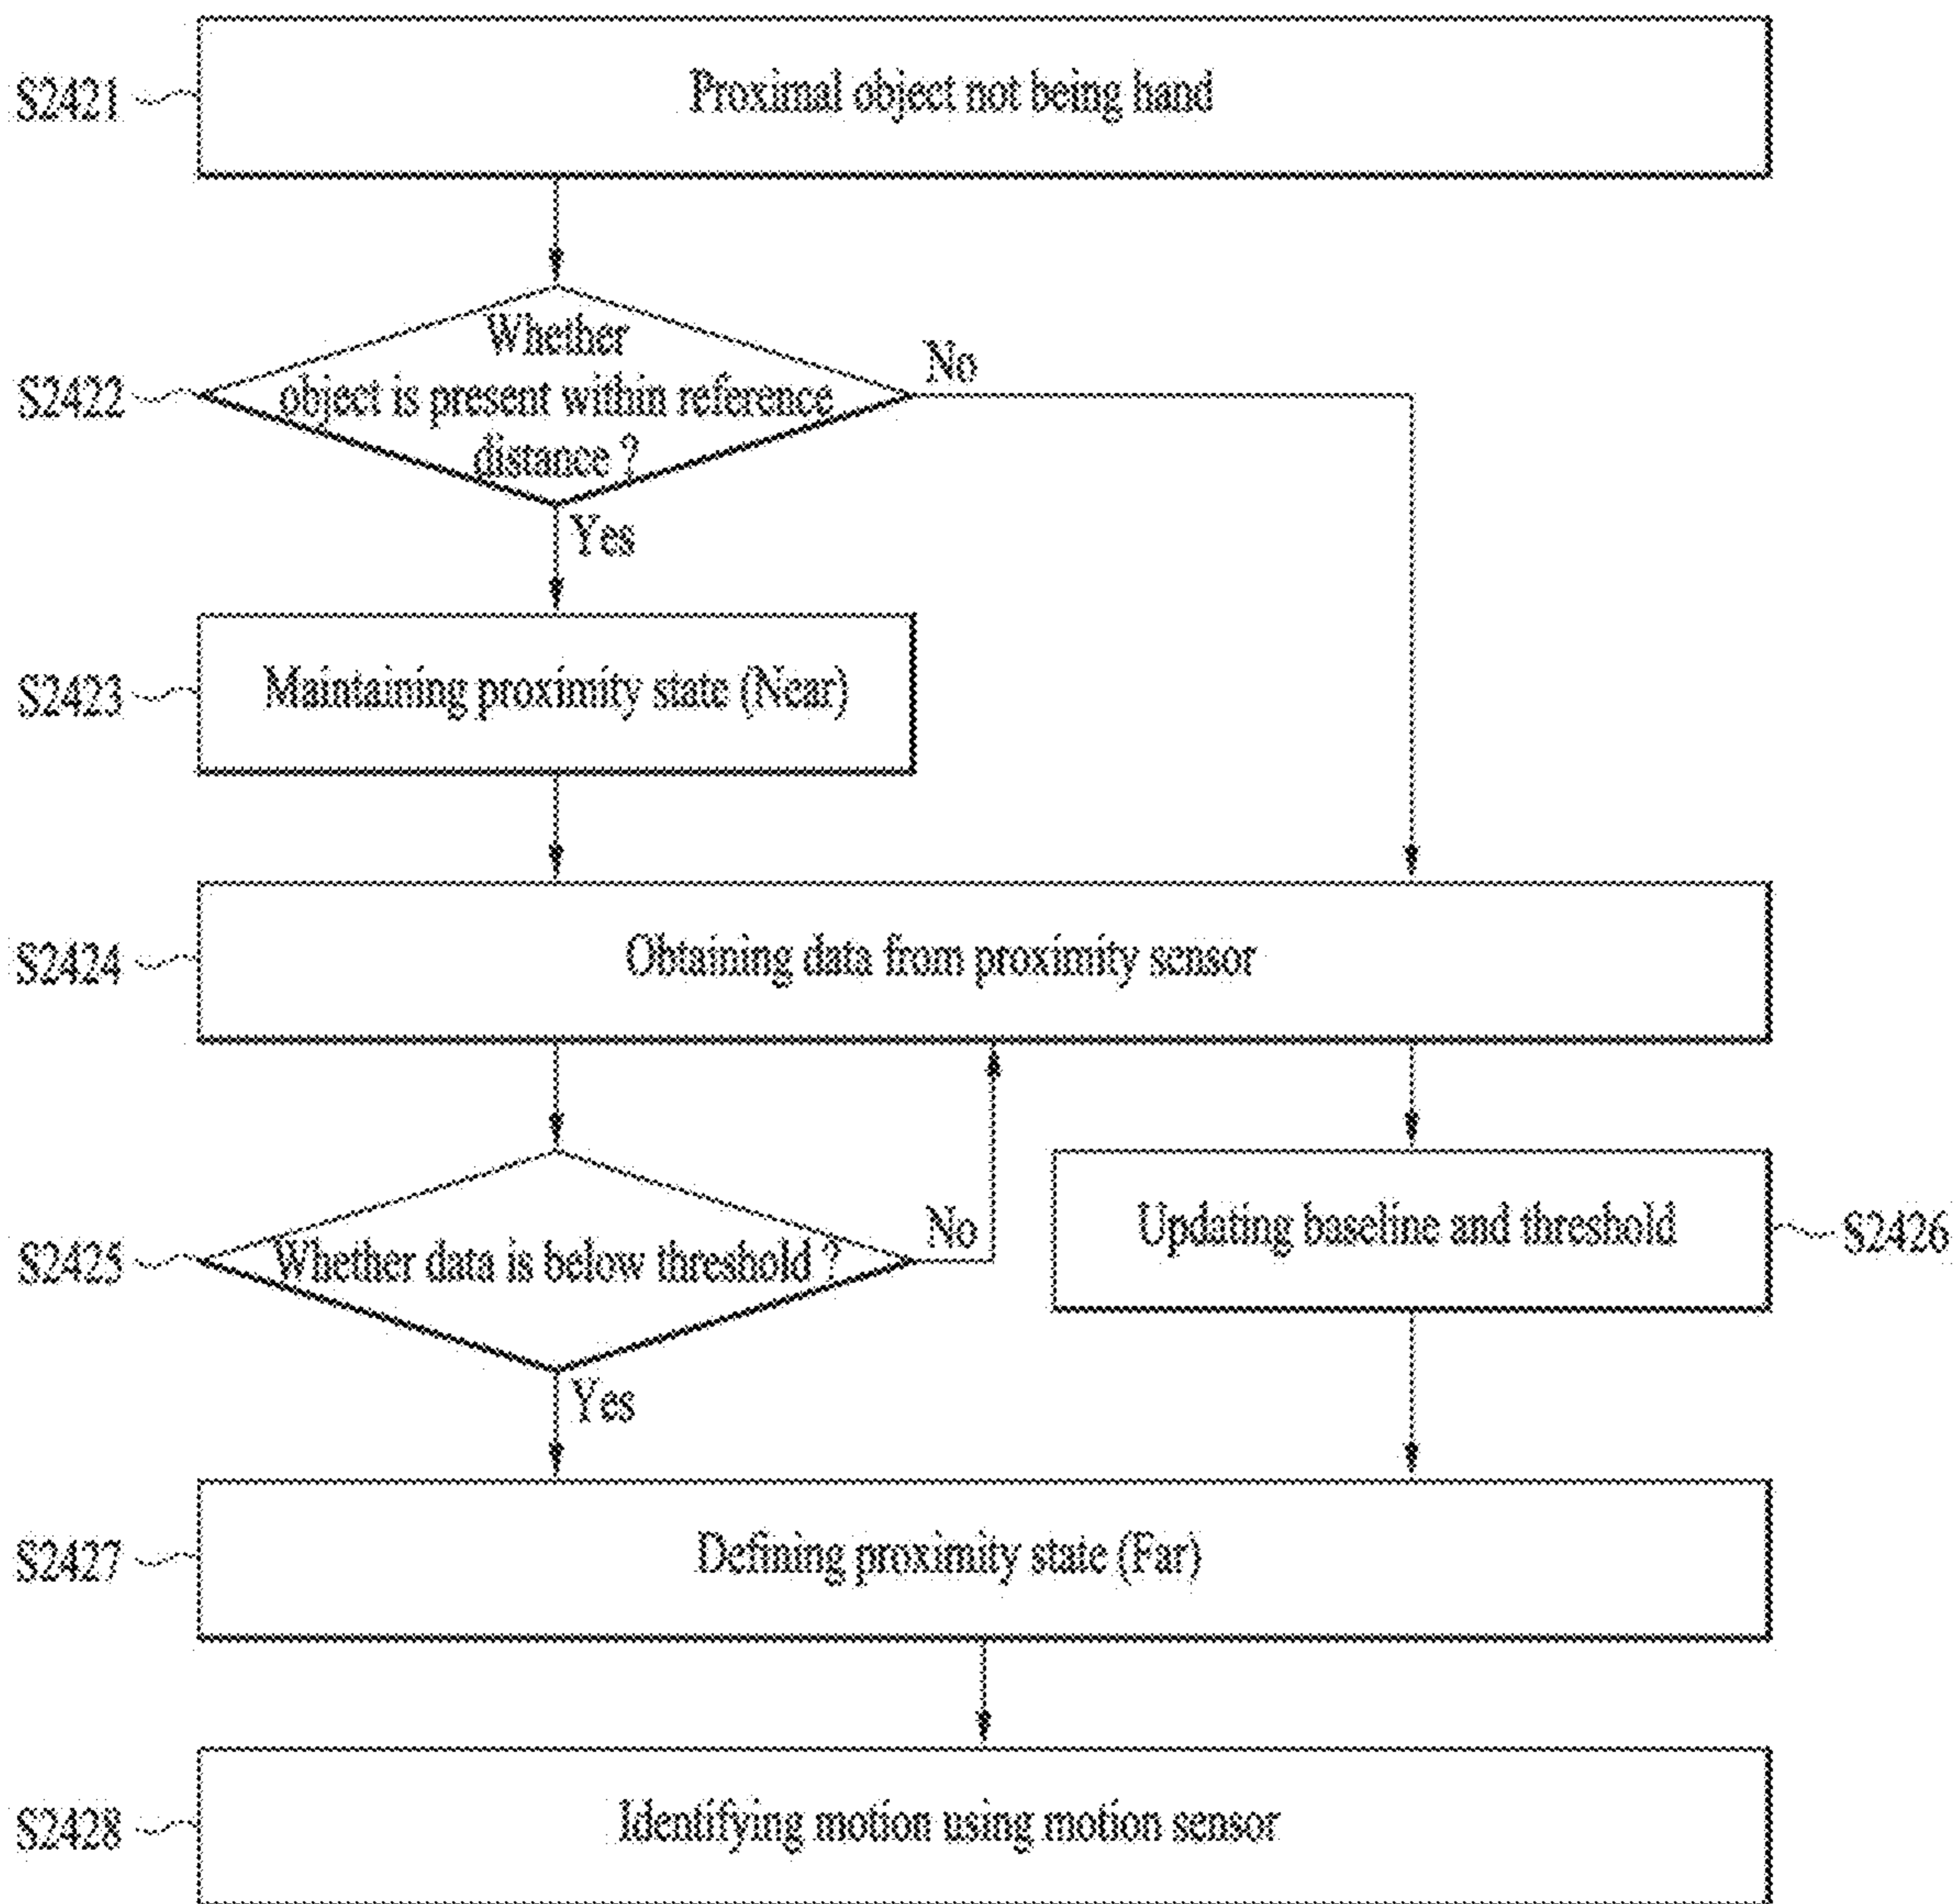 S2421
Proximal object not being hand
S2422
Whether
object is present within reference
distance ?
No
Yes
S2423
Maintaining proximity state (Near)
S2424
Obtaining data from proximity sensor
S2425
Whether data is below threshold ?
No
Updating baseline and threshold
S2426
Yes
S2427
Defining proximity state (Far)
S2428
Identifying motion using motion sensor